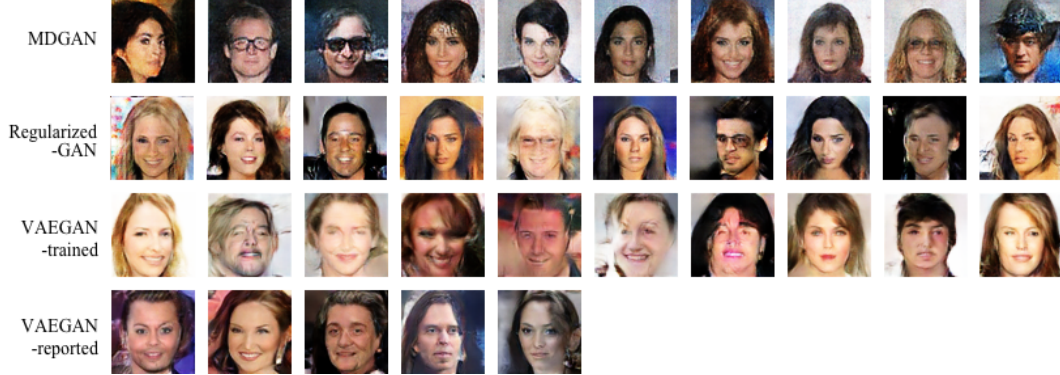 MDGAN
Regularized
-GAN
VAEGAN
-trained
VAEGAN
-reported